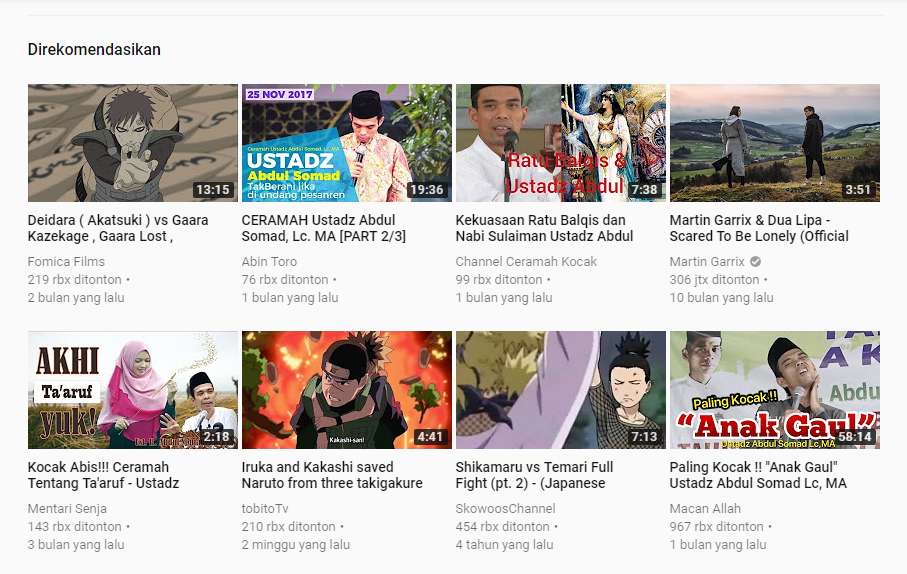 Direkomendasikan
13:15
25 NOV 2017
Ceramah Ustadz Abdul Somad, Lc. MA
USTADZ
Abdul Somad
TakBerani Jika
di undang pesanren
19:36
Ratu Balqis &
Ustadz Abdul
7:38
3:51
Deidara ( Akatsuki ) vs Gaara
Kazekage , Gaara Lost ,
Fomica Films
219 rbx ditonton •
2 bulan yang lalu
CERAMAH Ustadz Abdul
Somad, Lc. MA [PART 2/3]
Abin Toro
76 rbx ditonton •
1 bulan yang lalu
Kekuasaan Ratu Balqis dan
Nabi Sulaiman Ustadz Abdul
Channel Ceramah Kocak
99 rbx ditonton •
1 bulan yang lalu
Martin Garrix & Dua Lipa -
Scared To Be Lonely (Official
Martin Garrix
306 jtx ditonton •
10 bulan yang lalu
AKHI
Ta'aruf
yuk!
2:18
Kakashi-san!
4:41
7:13
Paling Kocak !!
"Anak Gaul"
Ustadz Abdul Somad Lc,MA
58:14
Kocak Abis!!! Ceramah
Tentang Ta'aruf - Ustadz
Mentari Senja
143 rbx ditonton •
3 bulan yang lalu
Iruka and Kakashi saved
Naruto from three takigakure
tobitoTv
210 rbx ditonton •
2 minggu yang lalu
Shikamaru vs Temari Full
Fight (pt. 2) - (Japanese
SkowoosChannel
454 rbx ditonton •
4 tahun yang lalu
Paling Kocak !! "Anak Gaul"
Ustadz Abdul Somad Lc, MA
Macan Allah
967 rbx ditonton •
1 bulan yang lalu